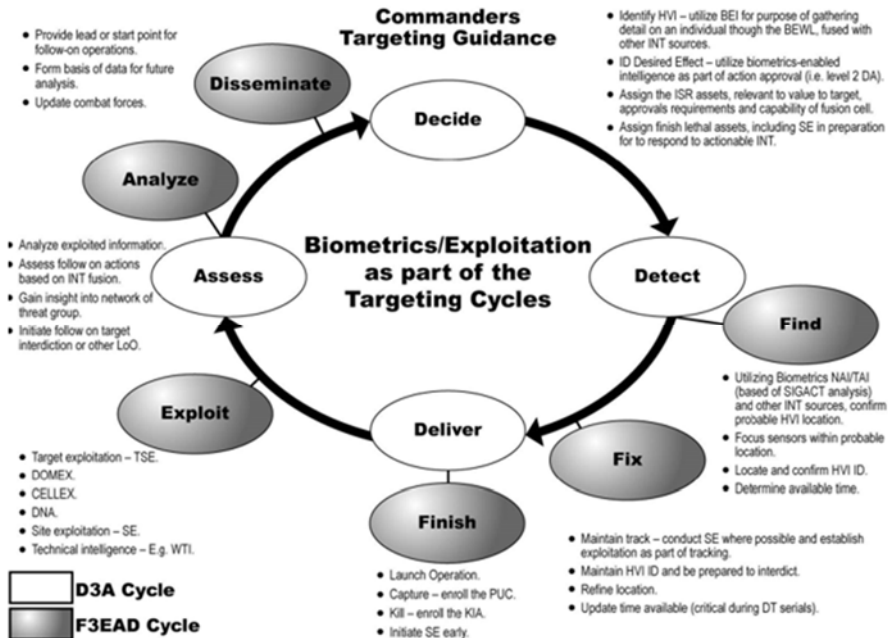 Commanders
Targeting Guidance
• Provide lead or start point for
follow-on operations.
• Form basis of data for future
analysis.
• Update combat forces.
Disseminate
Decide
• Identify HVI – utilize BEI for purpose of gathering
detail on an individual though the BEWL, fused with
other INT sources.
• ID Desired Effect – utilize biometrics-enabled
intelligence as part of action approval (i.e. level 2 DA).
• Assign the ISR assets, relevant to value to target,
approvals requirements and capability of fusion cell.
• Assign finish lethal assets, including SE in preparation
for to respond to actionable INT.
Analyze
• Analyze exploited information.
• Assess follow on actions
based on INT fusion.
• Gain insight into network of
threat group.
• Initiate follow on target
interdiction or other LoO.
Assess
Biometrics/Exploitation
as part of the
Targeting Cycles
Detect
Find
• Utilizing Biometrics NAI/TAI
(based of SIGACT analysis)
and other INT sources, confirm
probable HVI location.
• Focus sensors within probable
location.
• Locate and confirm HVI ID.
• Determine available time.
Exploit
• Target exploitation – TSE.
• DOMEX.
• CELLEX.
• DNA.
• Site exploitation – SE.
• Technical intelligence – E.g. WTI.
Deliver
Fix
• Maintain track – conduct SE where possible and establish
exploitation as part of tracking.
• Maintain HVI ID and be prepared to interdict.
• Refine location.
• Update time available (critical during DT serials).
Finish
• Launch Operation.
• Capture – enroll the PUC.
• Kill – enroll the KIA.
• Initiate SE early.
D3A Cycle
F3EAD Cycle